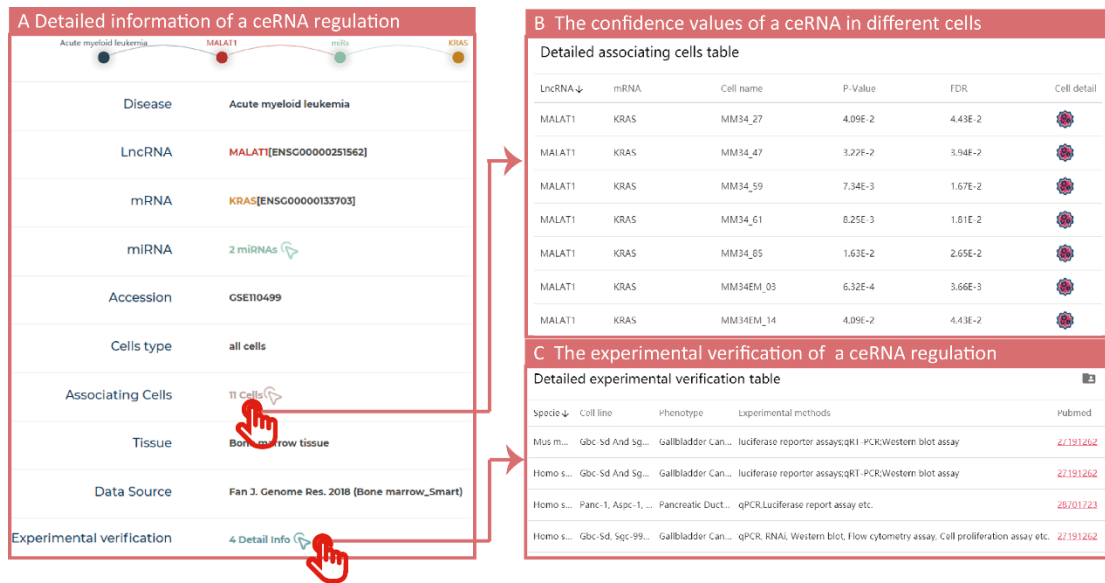 A Detailed information of a ceRNA regulation
Acute myeloid leukemia MALAT1 miRs KRAS
Disease Acute myeloid leukemia
LncRNA MALAT1[ENSG00000251562]
mRNA KRAS[ENSG00000133703]
miRNA 2 miRNAs
Accession GSE110499
Cells type all cells
Associating Cells 11 Cells
Tissue Bone marrow tissue
Data Source Fan J. Genome Res. 2018 (Bone marrow_Smart)
Experimental verification 4 Detail Info
B The confidence values of a ceRNA in different cells
Detailed associating cells table
LncRNA↓ mRNA Cell name P-Value FDR Cell detail
MALAT1 KRAS MM34_27 4.09E-2 4.43E-2
MALAT1 KRAS MM34_47 3.22E-2 3.94E-2
MALAT1 KRAS MM34_59 7.34E-3 1.67E-2
MALAT1 KRAS MM34_61 8.25E-3 1.81E-2
MALAT1 KRAS MM34_85 1.63E-2 2.65E-2
MALAT1 KRAS MM34EM_03 6.32E-4 3.66E-3
MALAT1 KRAS MM34EM_14 4.09E-2 4.43E-2
C The experimental verification of a ceRNA regulation
Detailed experimental verification table
Specie↓ Cell line Phenotype Experimental methods Pubmed
Mus m... Gbc-Sd And Sg... Gallbladder Can... luciferase reporter assays;qRT-PCR;Western blot assay 27191262
Homo s... Gbc-Sd And Sg... Gallbladder Can... luciferase reporter assays;qRT-PCR;Western blot assay 27191262
Homo s... Panc-1, Aspc-1, ... Pancreatic Duct... qPCR,Luciferase report assay etc. 28701723
Homo s... Gbc-Sd, Sgc-99... Gallbladder Can... qPCR, RNAi, Western blot, Flow cytometry assay, Cell proliferation assay etc. 27191262